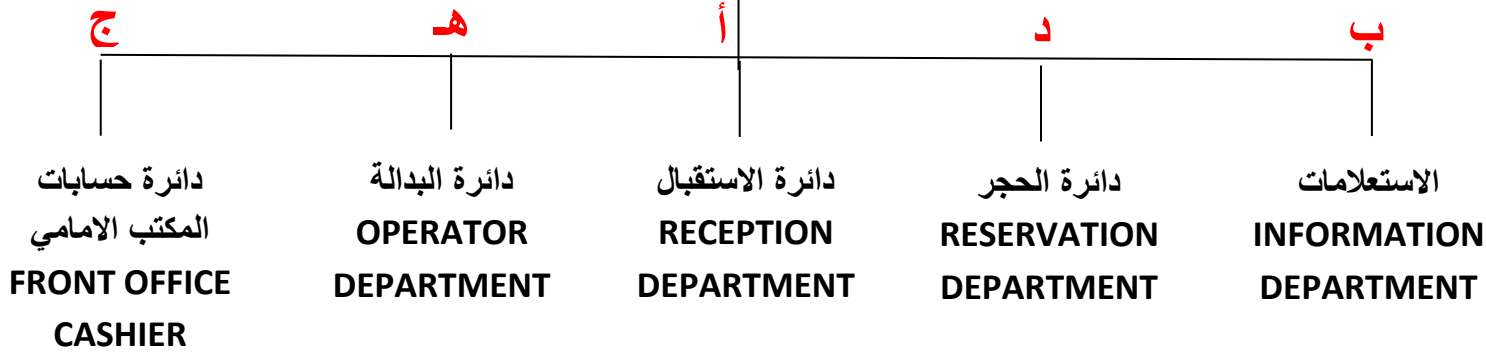 ب
د
أ
هـ
ج
الاستعلامات
INFORMATION
DEPARTMENT
دائرة الحجر
RESERVATION
DEPARTMENT
دائرة الاستقبال
RECEPTION
DEPARTMENT
دائرة البدالة
OPERATOR
DEPARTMENT
دائرة حسابات
المكتب الامامي
FRONT OFFICE
CASHIER